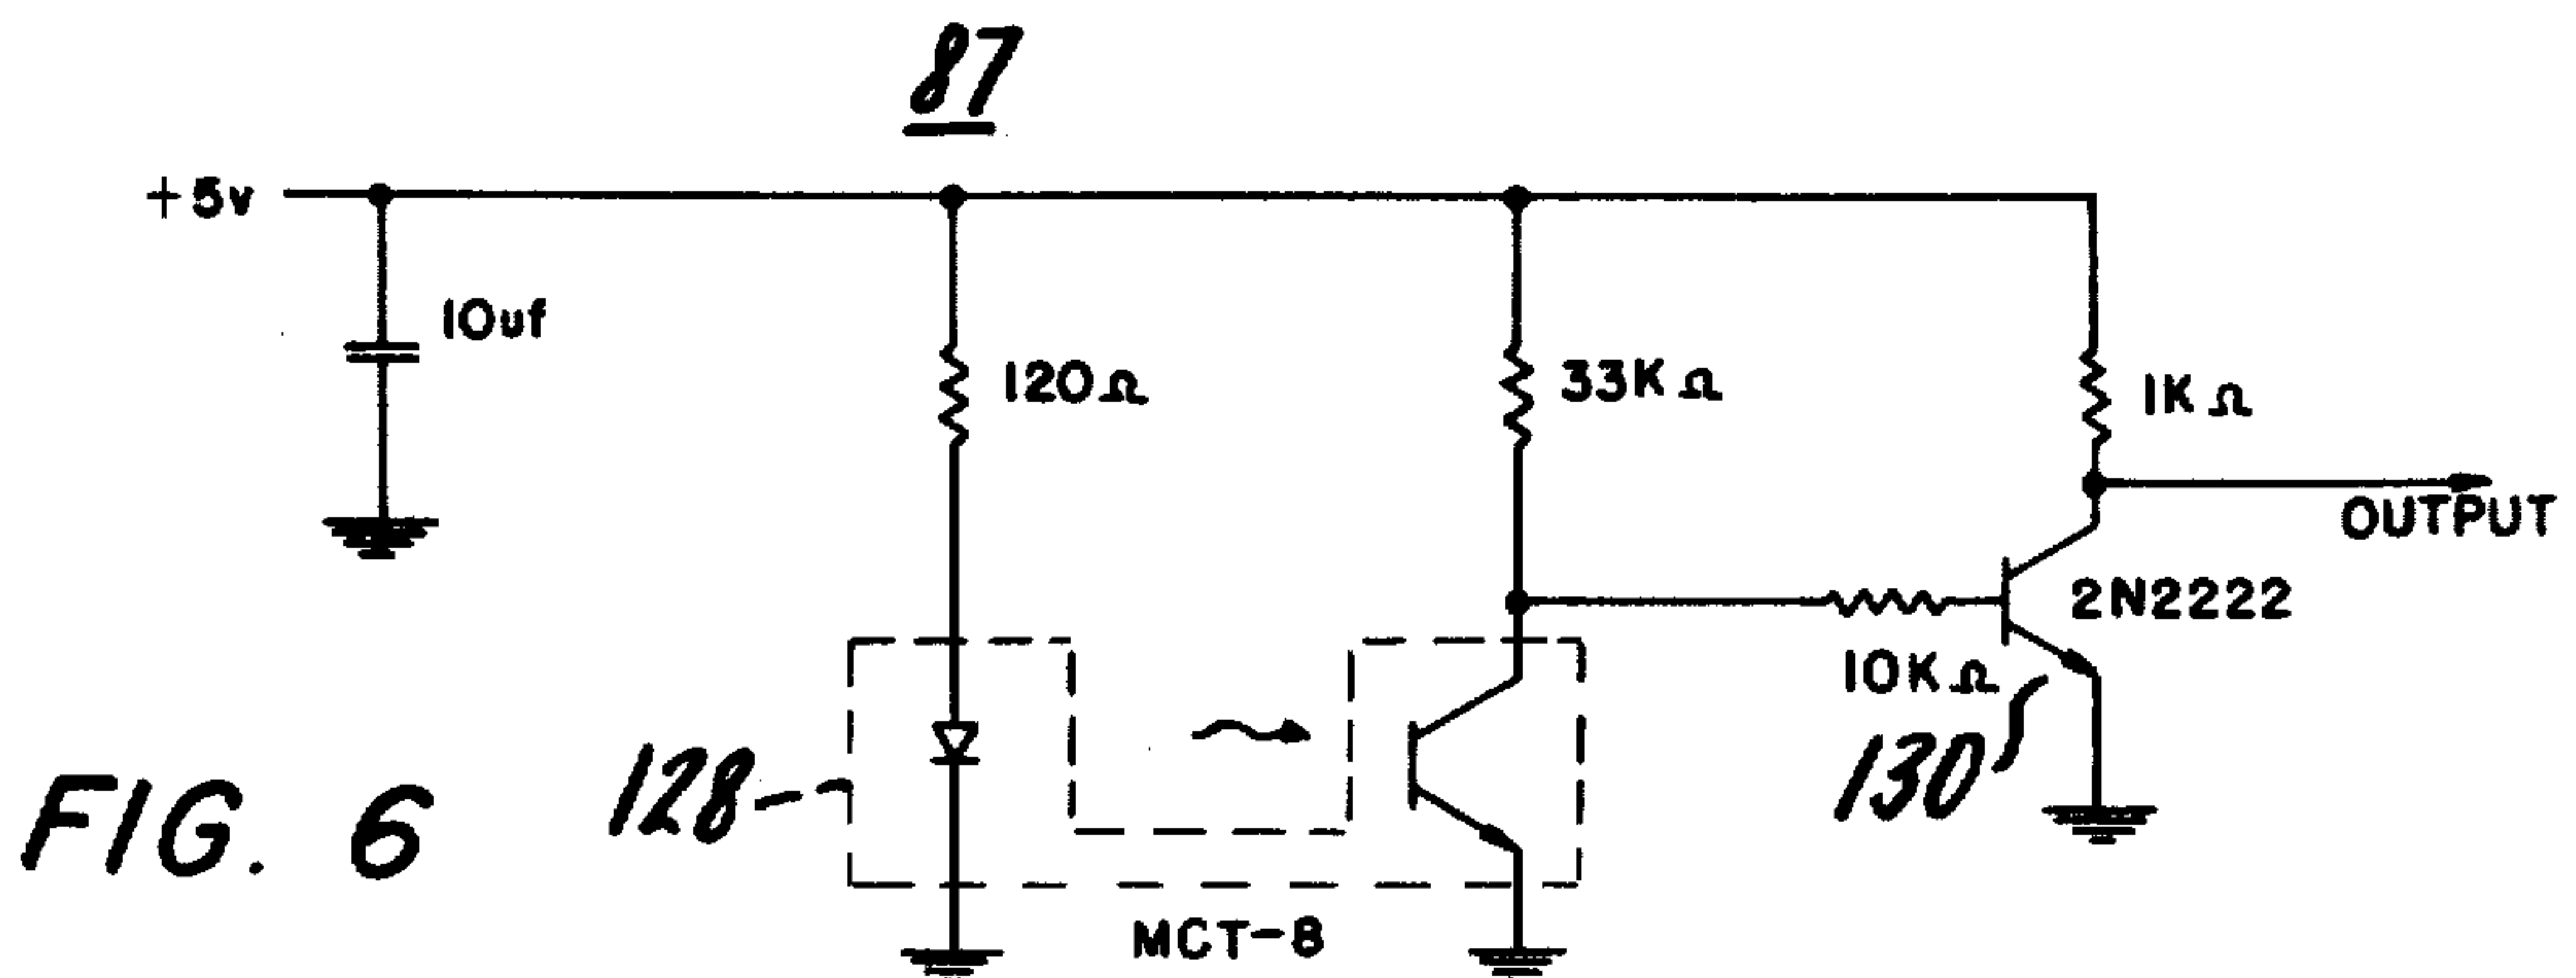 87
+5v
10uf
120Ω
33KΩ
1KΩ
OUTPUT
2N2222
10KΩ
130
128
MCT-8
FIG. 6